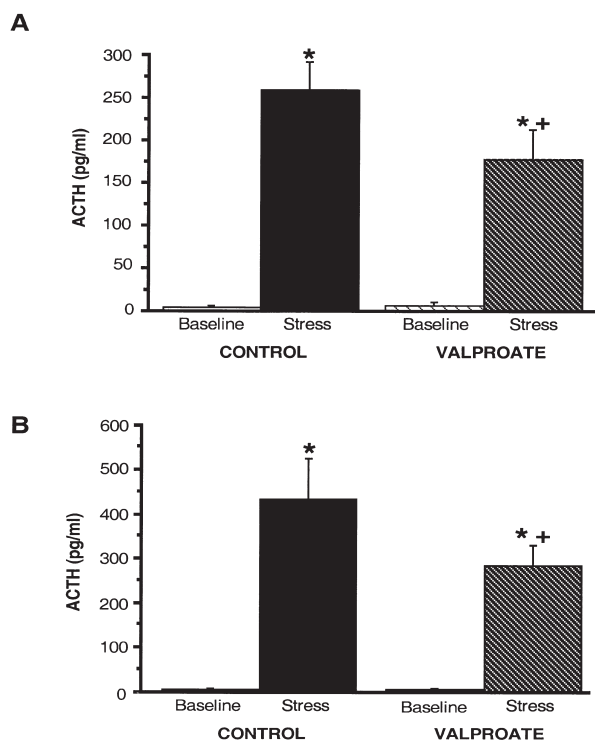 A
300
250
200
150
100
50
0
ACTH (pg/ml)
*
* +
Baseline Stress Baseline Stress
CONTROL VALPROATE
B
600
500
400
300
200
100
0
ACTH (pg/ml)
*
* +
Baseline Stress Baseline Stress
CONTROL VALPROATE